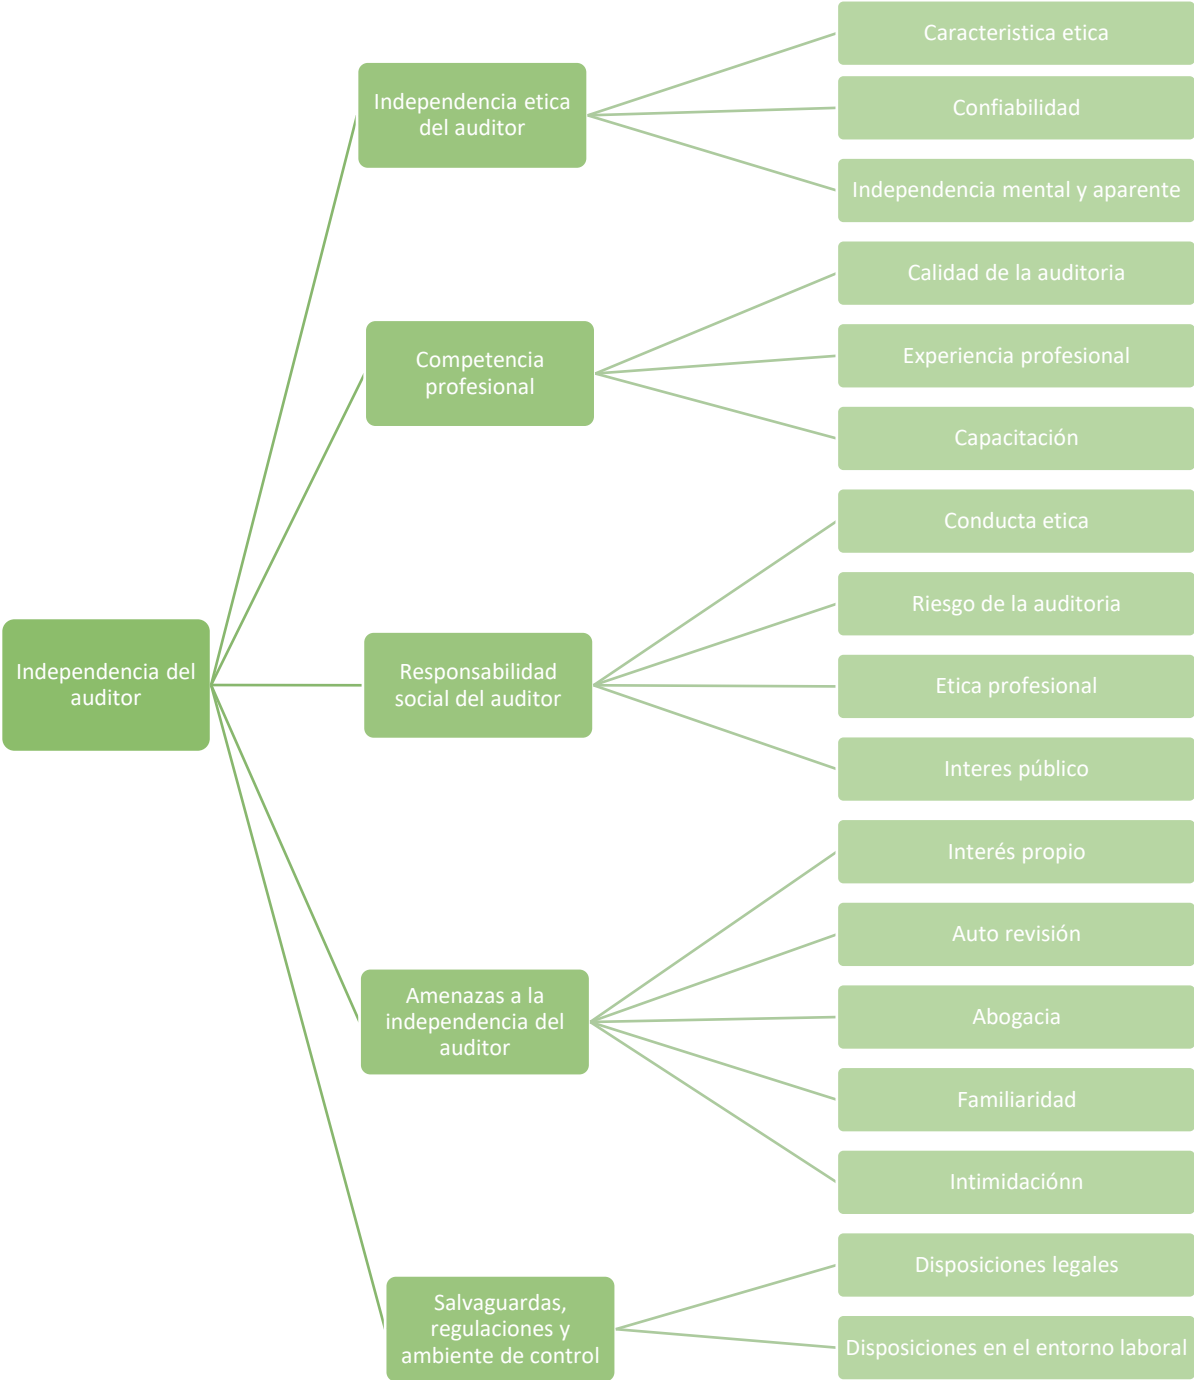 Independencia del
auditor
Independencia etica
del auditor
Caracteristica etica
Confiabilidad
Independencia mental y aparente
Competencia
profesional
Calidad de la auditoria
Experiencia profesional
Capacitación
Responsabilidad
social del auditor
Conducta etica
Riesgo de la auditoria
Etica profesional
Interes público
Amenazas a la
independencia del
auditor
Interés propio
Auto revisión
Abogacia
Familiaridad
Intimidaciónn
Salvaguardas,
regulaciones y
ambiente de control
Disposiciones legales
Disposiciones en el entorno laboral